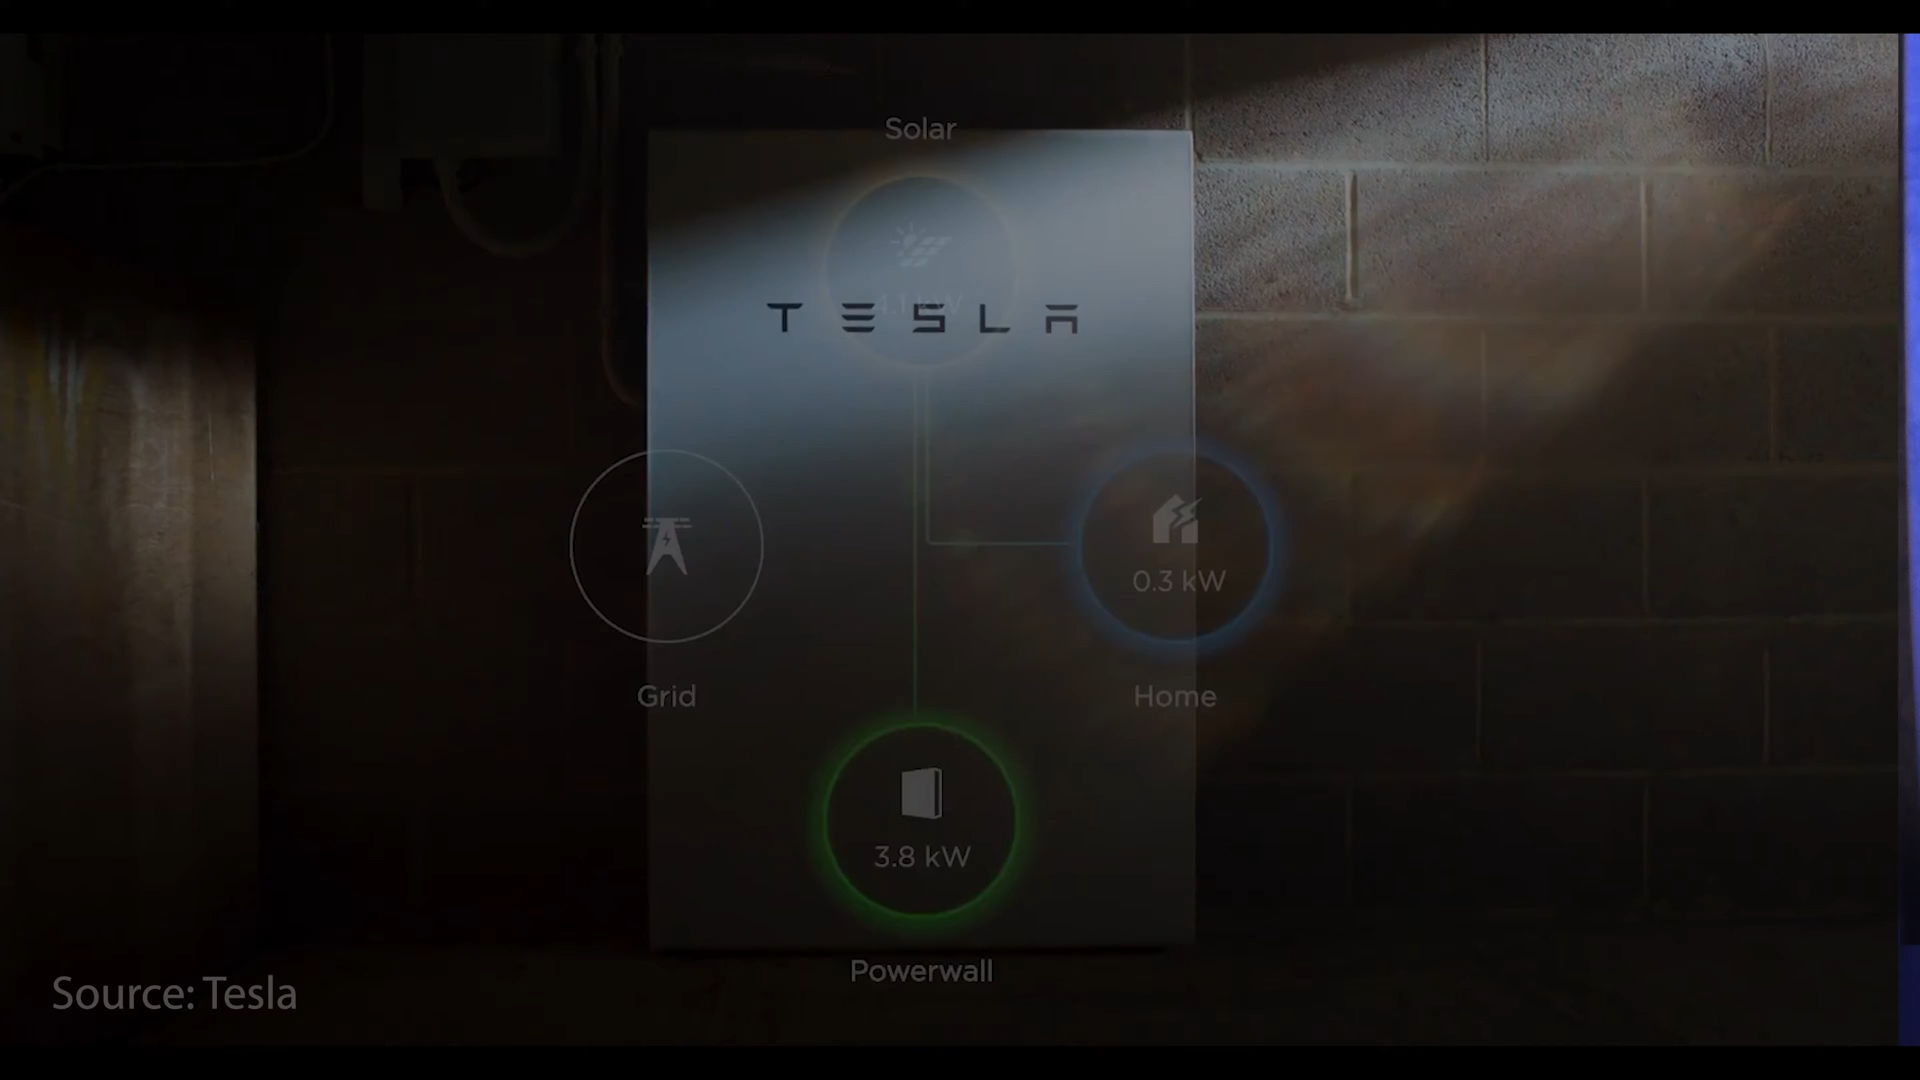 Solar
TESLA
0.3 kW
Grid
Home
3.8 kW
Powerwall
Source: Tesla